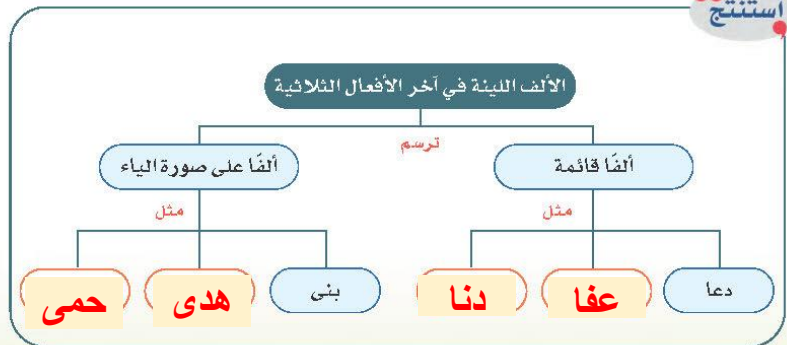 استنتج
الألف اللينة في آخر الأفعال الثلاثية
ترسم
ألفًا قائمة
ألفًا على صورة الياء
مثل
مثل
دعا
عفا
دنا
بنى
هدى
حمى